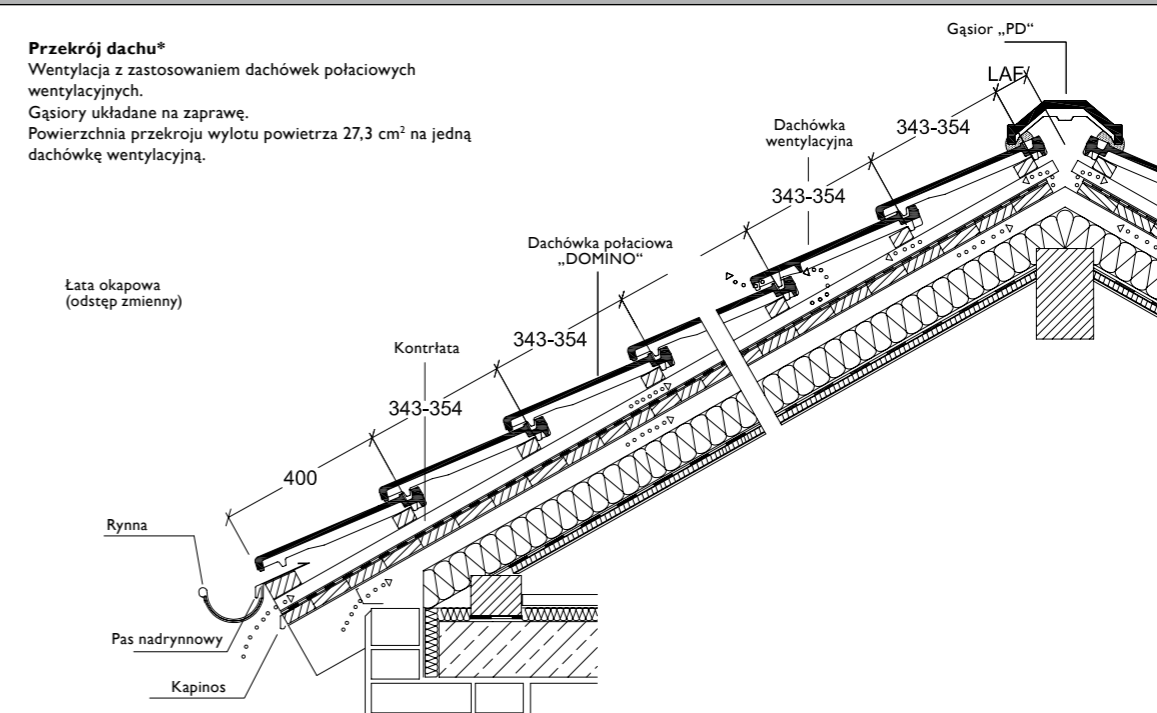 Przekrój dachu*
Wentylacja z zastosowaniem dachówek połaciowych
wentylacyjnych.
Gąsiory układane na zaprawę.
Powierzchnia przekroju wylotu powietrza 27,3 cm² na jedną
dachówkę wentylacyjną.
Gąsior „PD“
LAF
343-354
Dachówka
wentylacyjna
343-354
Dachówka połaciowa
„DOMINO“
Łata okapowa
(odstęp zmienny)
343-354
Kontrłata
343-354
400
Rynna
Pas nadrynnowy
Kapinos